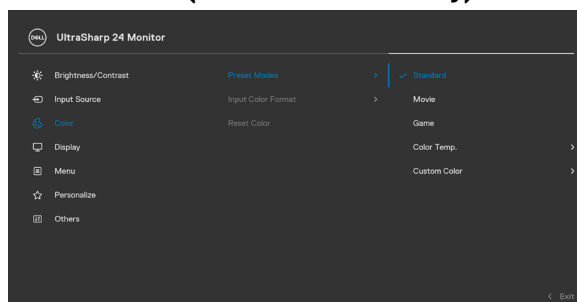 DELL
UltraSharp 24 Monitor
Brightness/Contrast
Preset Modes
Standard
Input Source
Input Color Format
Movie
Color
Reset Color
Game
Display
Color Temp.
Menu
Custom Color
Personalize
Others
Exit